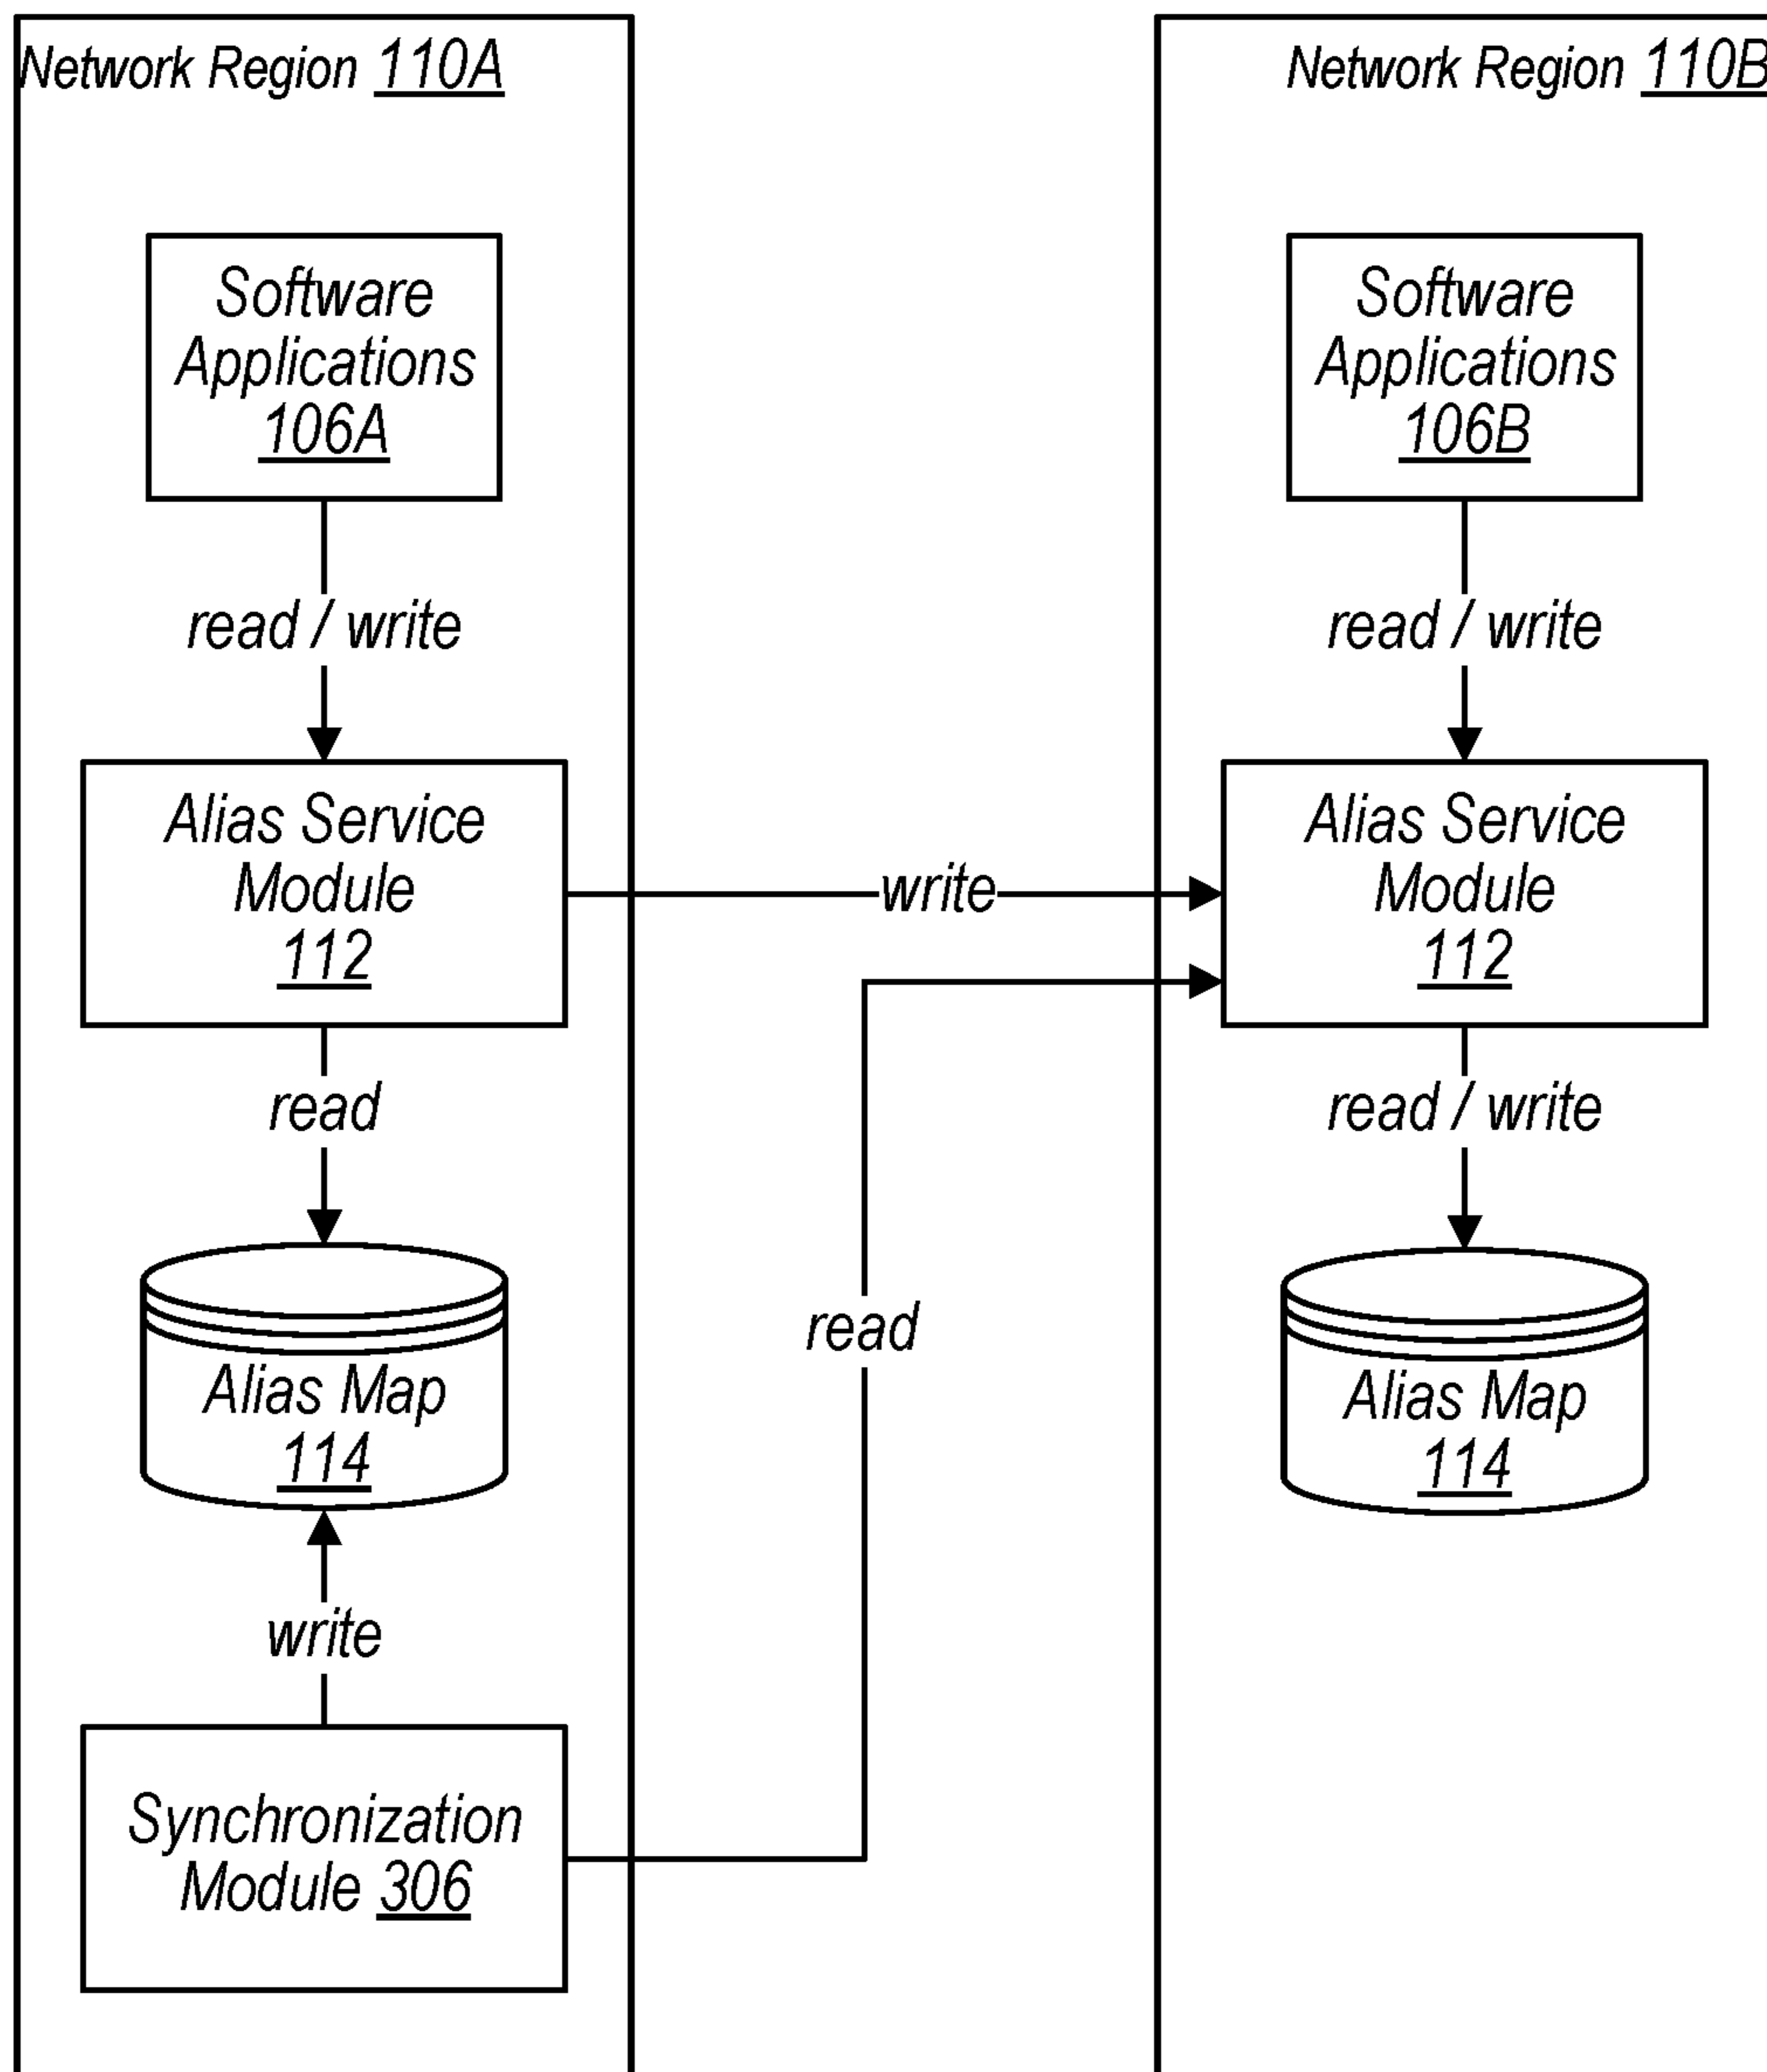 Network Region 110A
Software
Applications
106A
read / write
Alias Service
Module
112
read
Alias Map
114
write
Synchronization
Module 306
write
read
Network Region 110B
Software
Applications
106B
read / write
Alias Service
Module
112
read / write
Alias Map
114